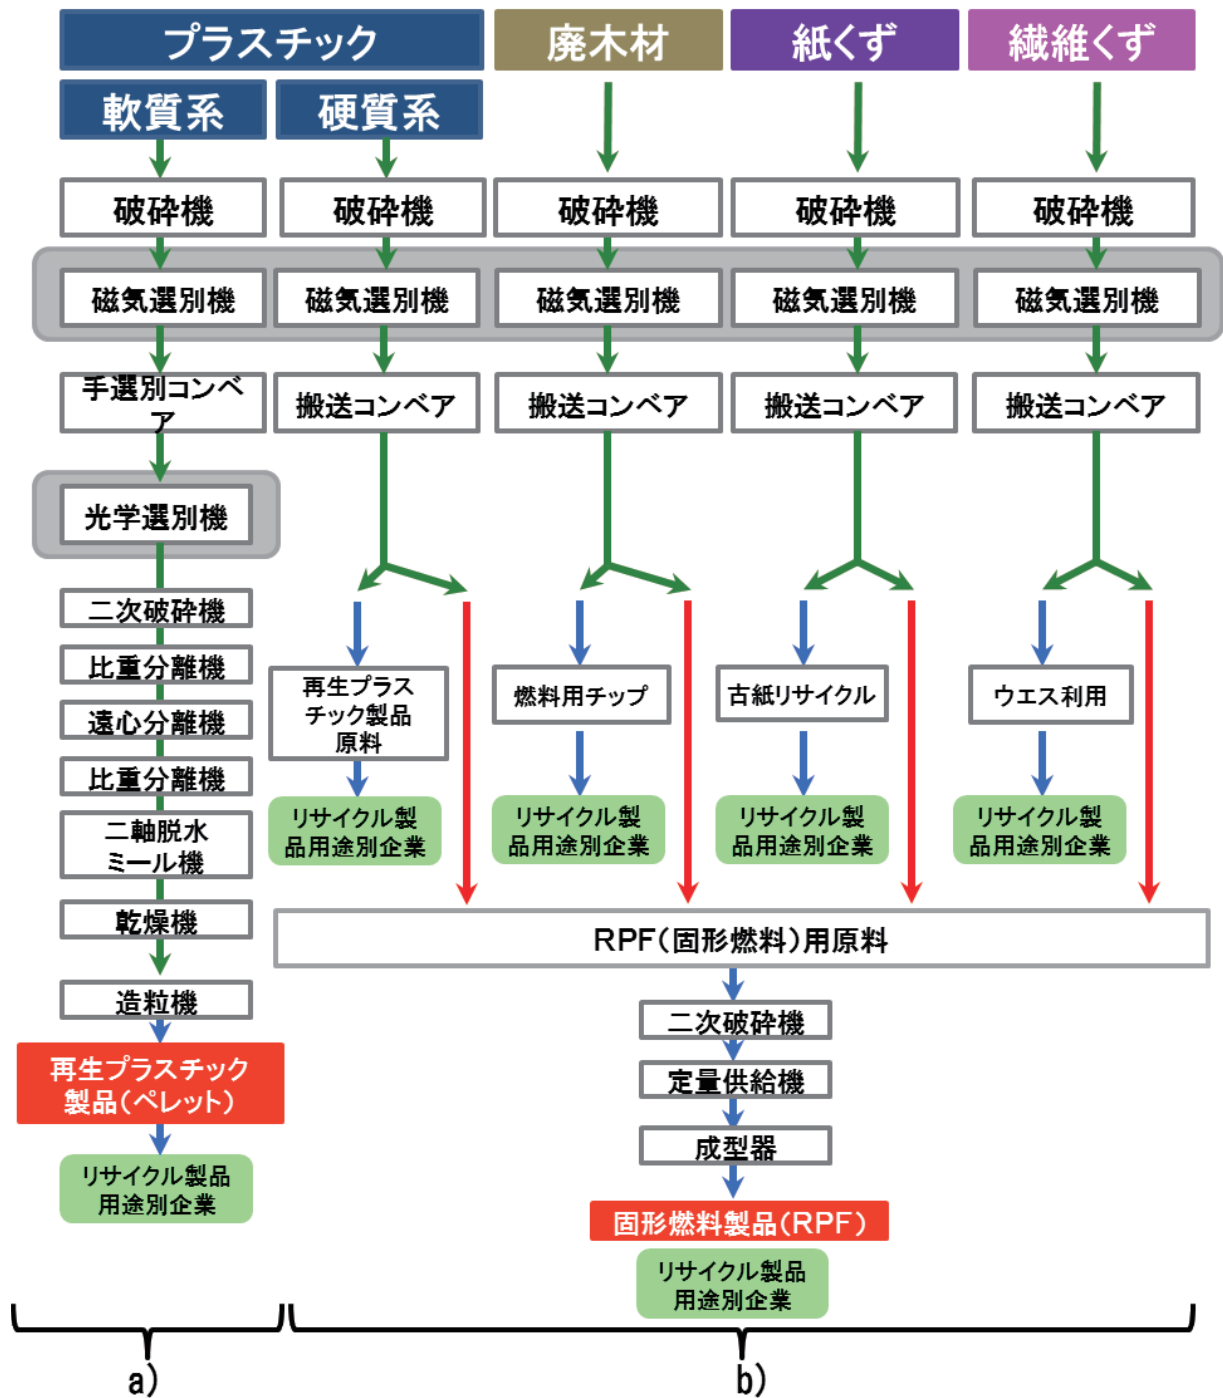 プラスチック
廃木材
紙くず
繊維くず
軟質系
硬質系
破砕機
破砕機
破砕機
破砕機
破砕機
磁気選別機
磁気選別機
磁気選別機
磁気選別機
磁気選別機
手選別コンベ
ア
搬送コンベア
搬送コンベア
搬送コンベア
搬送コンベア
光学選別機
二次破砕機
比重分離機
遠心分離機
比重分離機
二軸脱水
ミール機
乾燥機
造粒機
再生プラスチック
製品(ペレット)
リサイクル製品
用途別企業
再生プラス
チック製品
原料
燃料用チップ
古紙リサイクル
ウエス利用
リサイクル製
品用途別企業
リサイクル製
品用途別企業
リサイクル製
品用途別企業
リサイクル製
品用途別企業
RPF(固形燃料)用原料
二次破砕機
定量供給機
成型器
固形燃料製品(RPF)
リサイクル製品
用途別企業
a)
b)